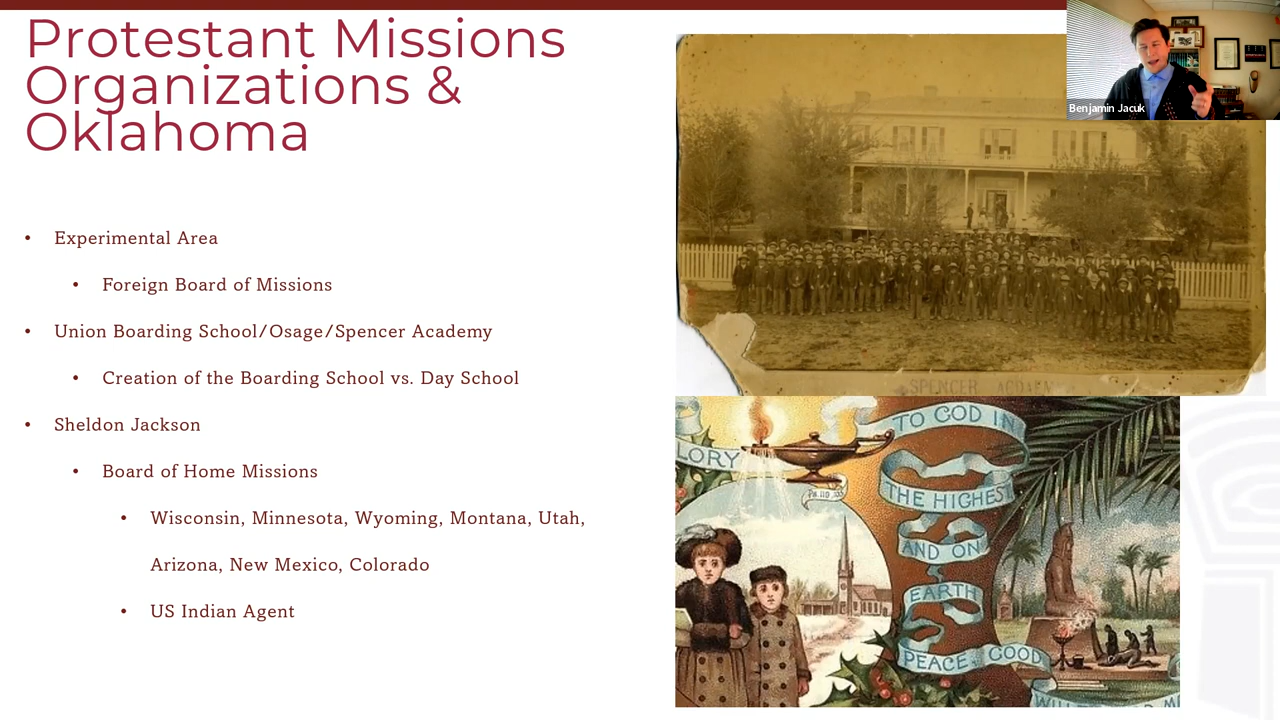 Protestant Missions
Organizations &
Oklahoma
• Experimental Area
• Foreign Board of Missions
• Union Boarding School/Osage/Spencer Academy
• Creation of the Boarding School vs. Day School
• Sheldon Jackson
• Board of Home Missions
• Wisconsin, Minnesota, Wyoming, Montana, Utah,
Arizona, New Mexico, Colorado
• US Indian Agent
Benjamin Jacuk
SPENCER
LORY
TO GOD IN
THE HIGHEST
AND ON
EARTH
PEACE GOOD